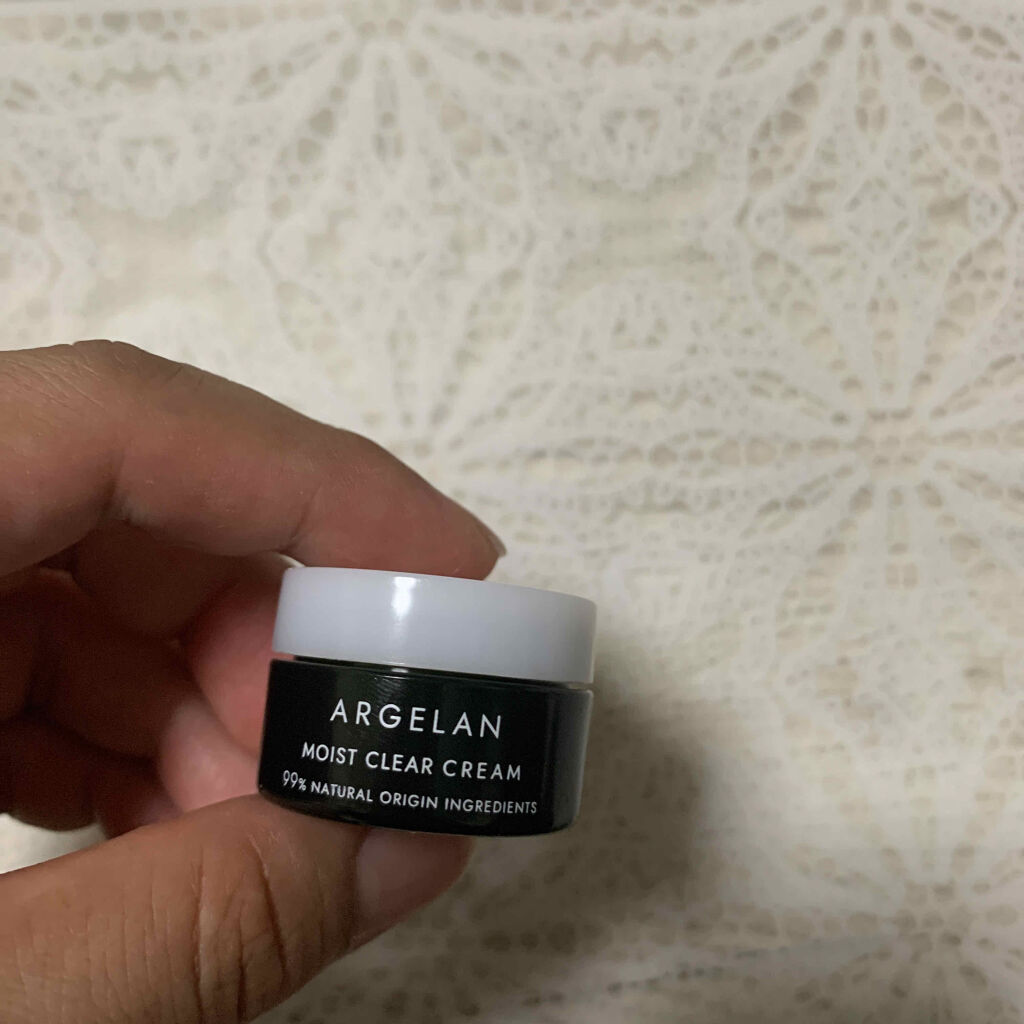 ARGELAN
MOIST CLEAR CREAM
99% NATURAL ORIGIN INGREDIENTS